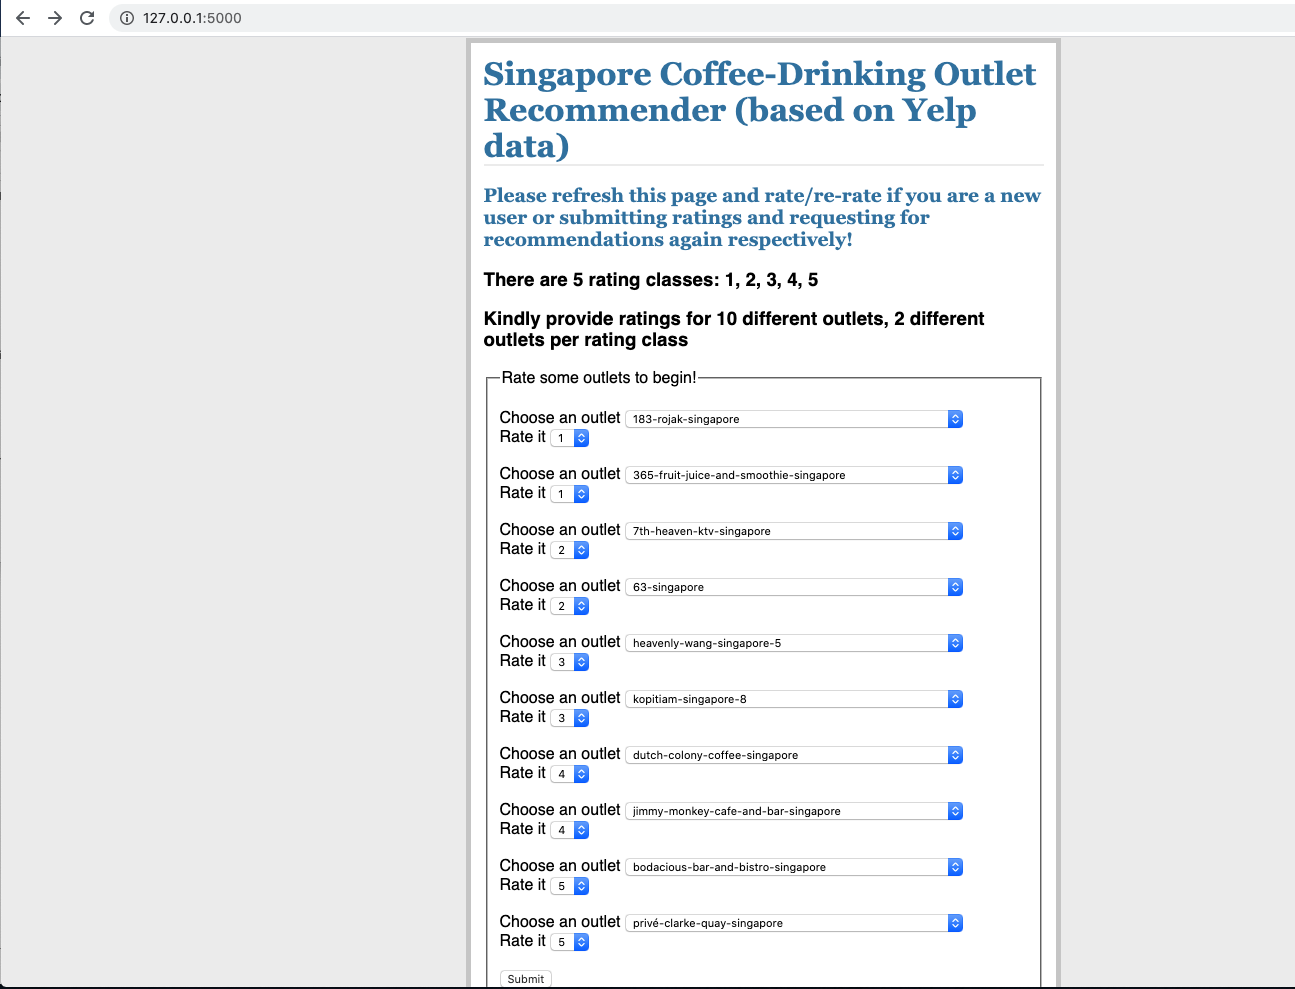 127.0.0.1:5000
Singapore Coffee-Drinking Outlet
Recommender (based on Yelp
data)
Please refresh this page and rate/re-rate if you are a new
user or submitting ratings and requesting for
recommendations again respectively!
There are 5 rating classes: 1, 2, 3, 4, 5
Kindly provide ratings for 10 different outlets, 2 different
outlets per rating class
Rate some outlets to begin!
Choose an outlet 183-rojak-singapore
Rate it 1
Choose an outlet 365-fruit-juice-and-smoothie-singapore
Rate it 1
Choose an outlet 7th-heaven-ktv-singapore
Rate it 2
Choose an outlet 63-singapore
Rate it 2
Choose an outlet heavenly-wang-singapore-5
Rate it 3
Choose an outlet kopitiam-singapore-8
Rate it 3
Choose an outlet dutch-colony-coffee-singapore
Rate it 4
Choose an outlet jimmy-monkey-cafe-and-bar-singapore
Rate it 4
Choose an outlet bodacious-bar-and-bistro-singapore
Rate it 5
Choose an outlet privé-clarke-quay-singapore
Rate it 5
Submit